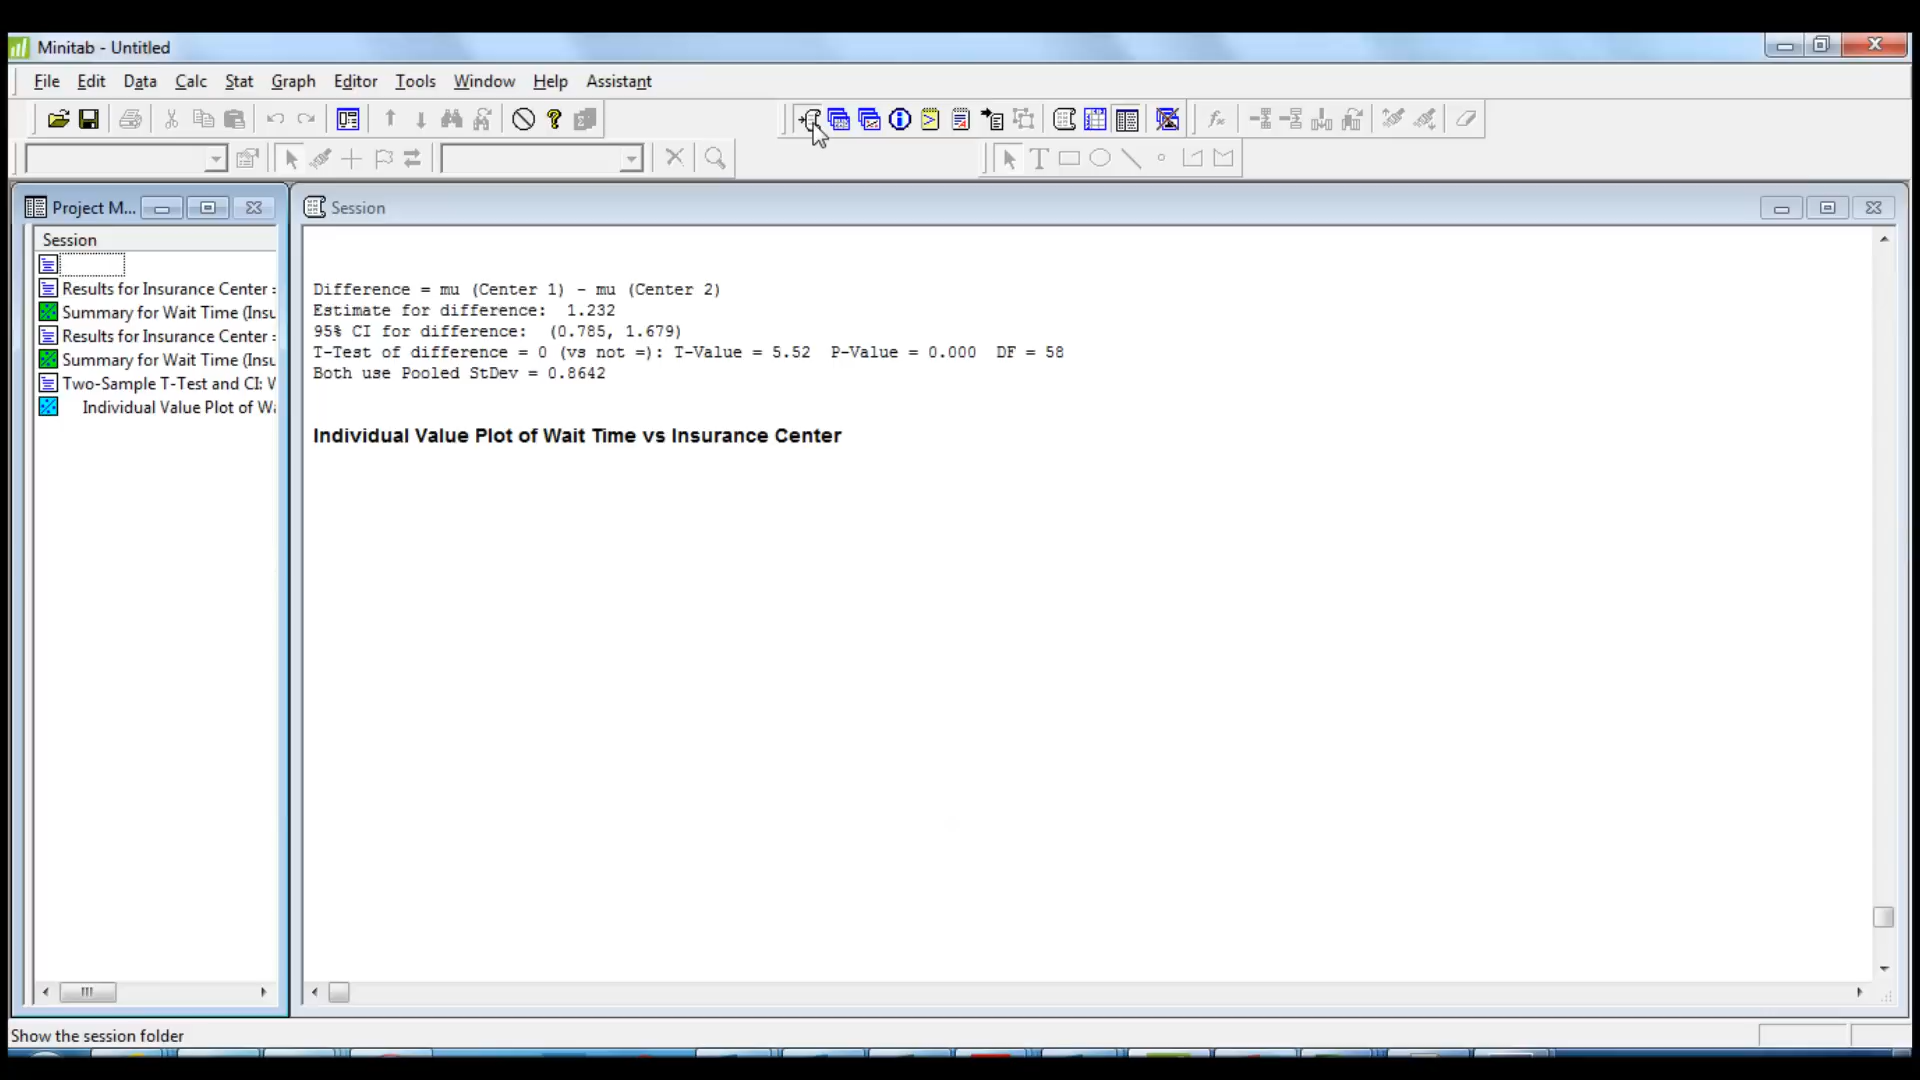 Minitab - Untitled
File Edit Data Calc Stat Graph Editor Tools Window Help Assistant
Project M...
Session
Session
Results for Insurance Center =
Summary for Wait Time (Insu
Results for Insurance Center =
Summary for Wait Time (Insu
Two-Sample T-Test and CI: W
Individual Value Plot of Wa
Difference = mu (Center 1) - mu (Center 2)
Estimate for difference: 1.232
95% CI for difference: (0.785, 1.679)
T-Test of difference = 0 (vs not =): T-Value = 5.52 P-Value = 0.000 DF = 58
Both use Pooled StDev = 0.8642
Individual Value Plot of Wait Time vs Insurance Center
Show the session folder